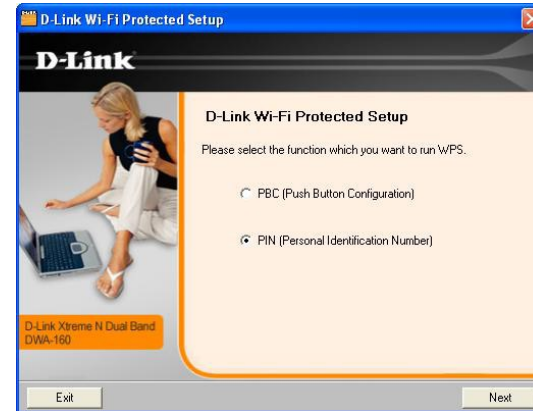 D-Link Wi-Fi Protected Setup
D-Link
D-Link Wi-Fi Protected Setup
Please select the function which you want to run WPS.
PBC (Push Button Configuration)
PIN (Personal Identification Number)
D-Link Xtreme N Dual Band
DWA-160
Exit
Next